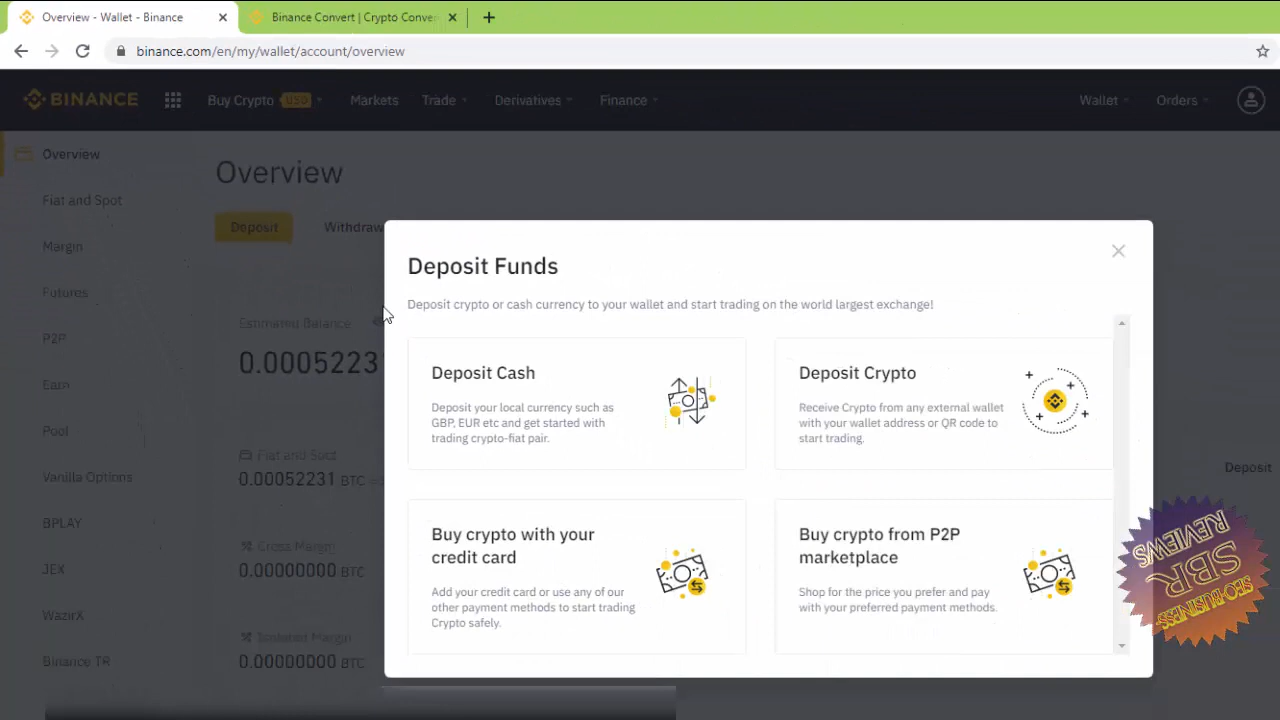 Overview - Wallet - Binance
Binance Convert | Crypto Conver
binance.com/en/my/wallet/account/overview
BINANCE
Buy Crypto USD
Markets
Trade
Derivatives
Finance
Wallet
Orders
Overview
Fiat and Spot
Margin
Futures
P2P
Earn
Pool
Vanilla Options
BPLAY
JEX
WazirX
Binance TR
Overview
Deposit
Withdraw
Estimated Balance
0.00052231
Fiat and Spot
0.00052231 BTC
Cross Margin
0.00000000 BTC
Isolated Margin
0.00000000 BTC
Deposit
Deposit Funds
Deposit crypto or cash currency to your wallet and start trading on the world largest exchange!
Deposit Cash
Deposit your local currency such as
GBP, EUR etc and get started with
trading crypto-fiat pair.
Deposit Crypto
Receive Crypto from any external wallet
with your wallet address or QR code to
start trading.
Buy crypto with your
credit card
Add your credit card or use any of our
other payment methods to start trading
Crypto safely.
Buy crypto from P2P
marketplace
Shop for the price you prefer and pay
with your preferred payment methods.
SEO-BUSINESS
SBR
REVIEWS